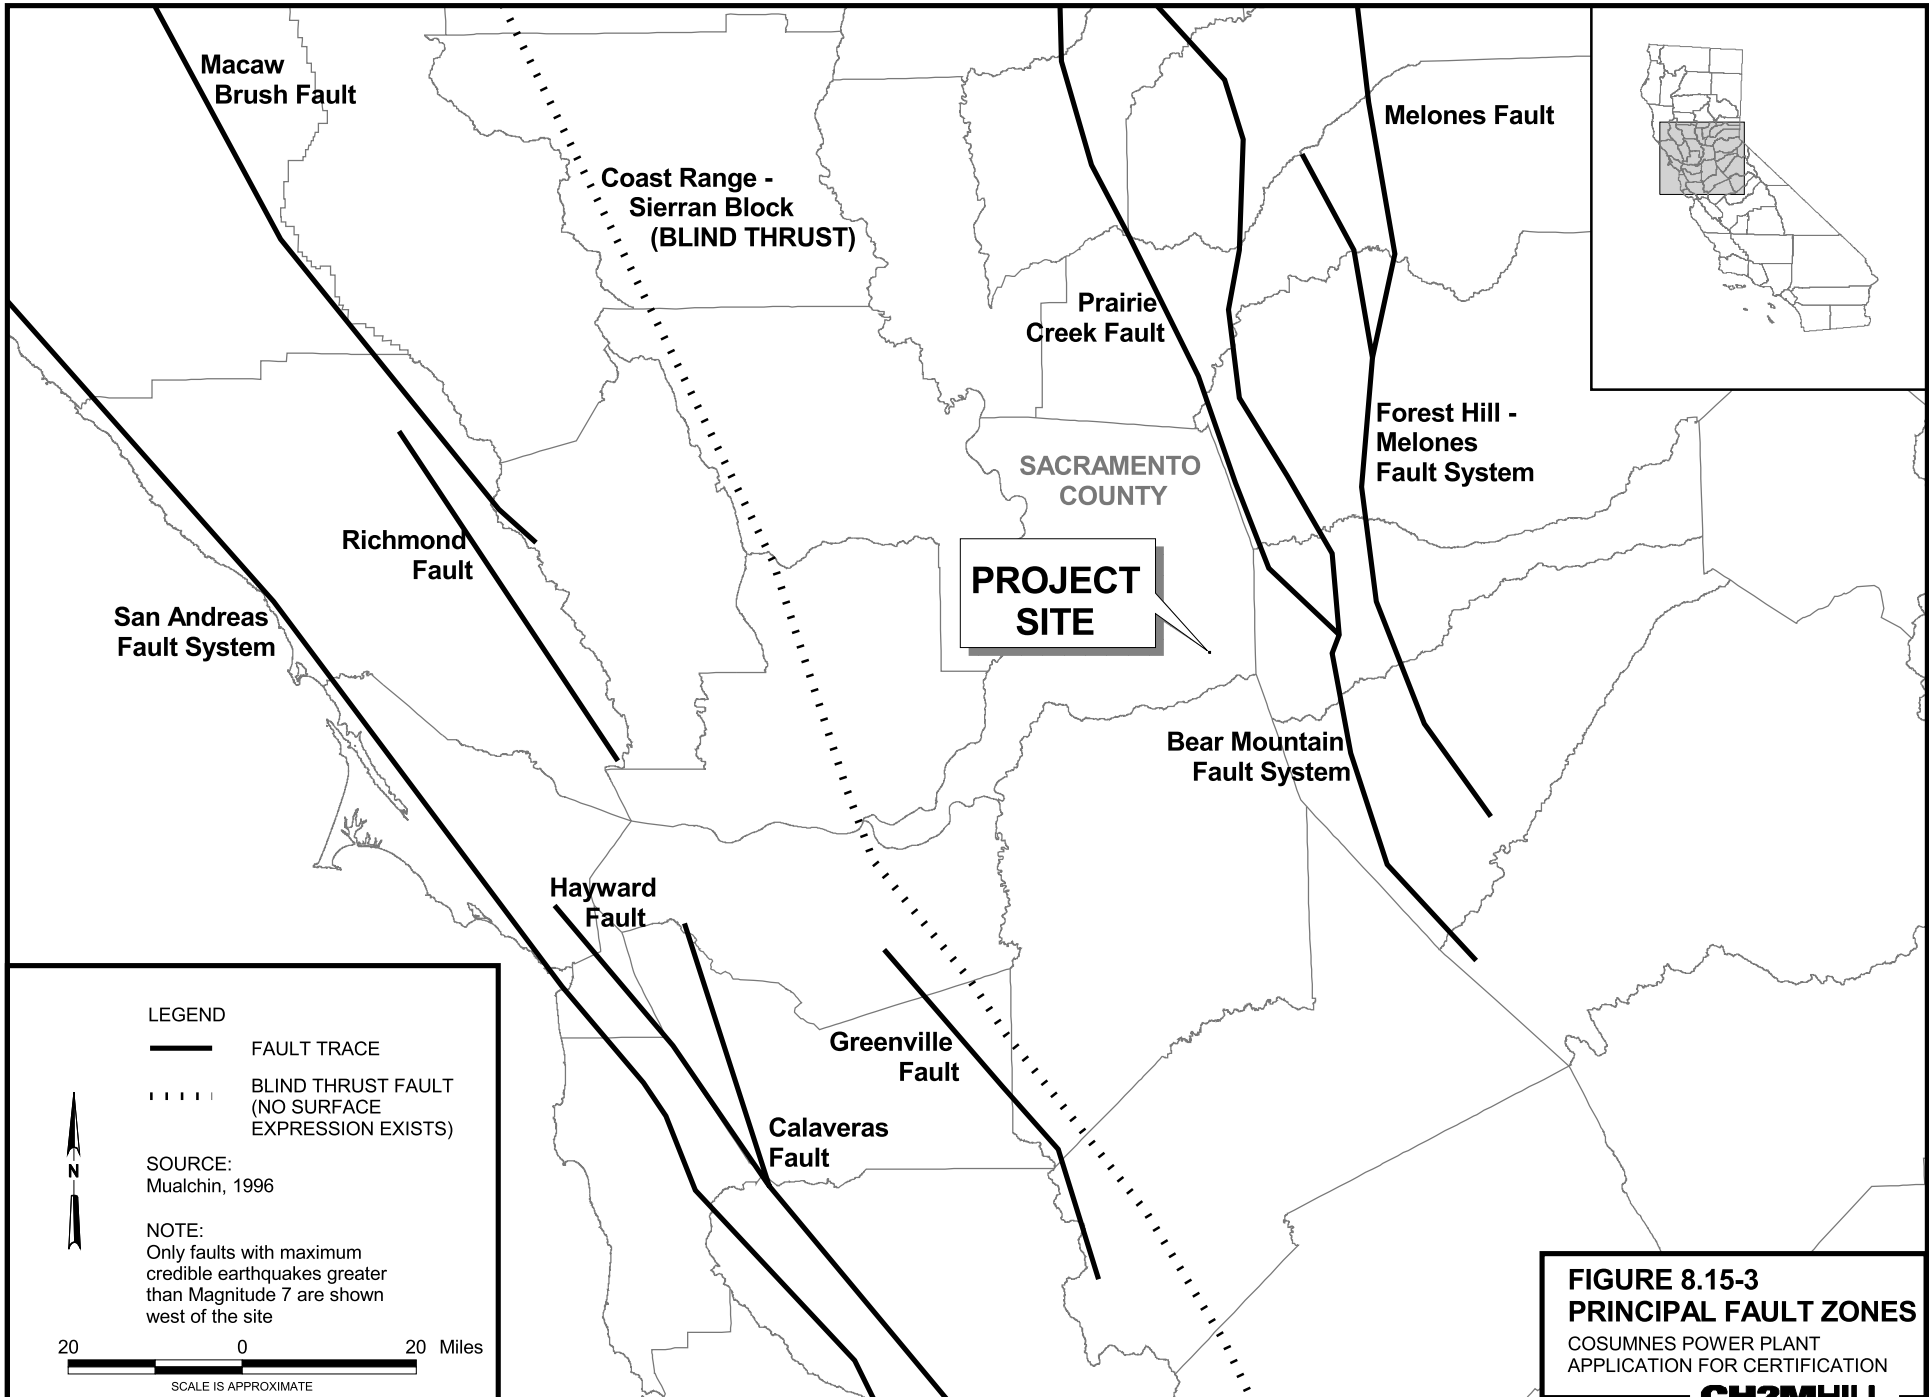 Macaw
Brush Fault
Melones Fault
Coast Range -
Sierran Block
(BLIND THRUST)
Prairie
Creek Fault
Forest Hill -
Melones
Fault System
SACRAMENTO
COUNTY
Richmond
Fault
PROJECT
SITE
San Andreas
Fault System
Bear Mountain
Fault System
Hayward
Fault
Greenville
Fault
Calaveras
Fault
LEGEND
FAULT TRACE
BLIND THRUST FAULT
(NO SURFACE
EXPRESSION EXISTS)
N
SOURCE:
Mualchin, 1996
NOTE:
Only faults with maximum
credible earthquakes greater
than Magnitude 7 are shown
west of the site
20 0 20 Miles
SCALE IS APPROXIMATE
FIGURE 8.15-3
PRINCIPAL FAULT ZONES
COSUMNES POWER PLANT
APPLICATION FOR CERTIFICATION
CH2MHILL